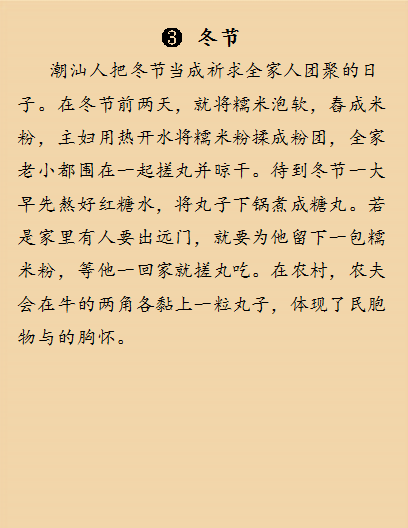 ❸ 冬节
潮汕人把冬节当成祈求全家人团聚的日
子。在冬节前两天，就将糯米泡软，舂成米
粉，主妇用热开水将糯米粉揉成粉团，全家
老小都围在一起搓丸并晾干。待到冬节一大
早先熬好红糖水，将丸子下锅煮成糖丸。若
是家里有人要出远门，就要为他留下一包糯
米粉，等他一回家就搓丸吃。在农村，农夫
会在牛的两角各黏上一粒丸子，体现了民胞
物与的胸怀。